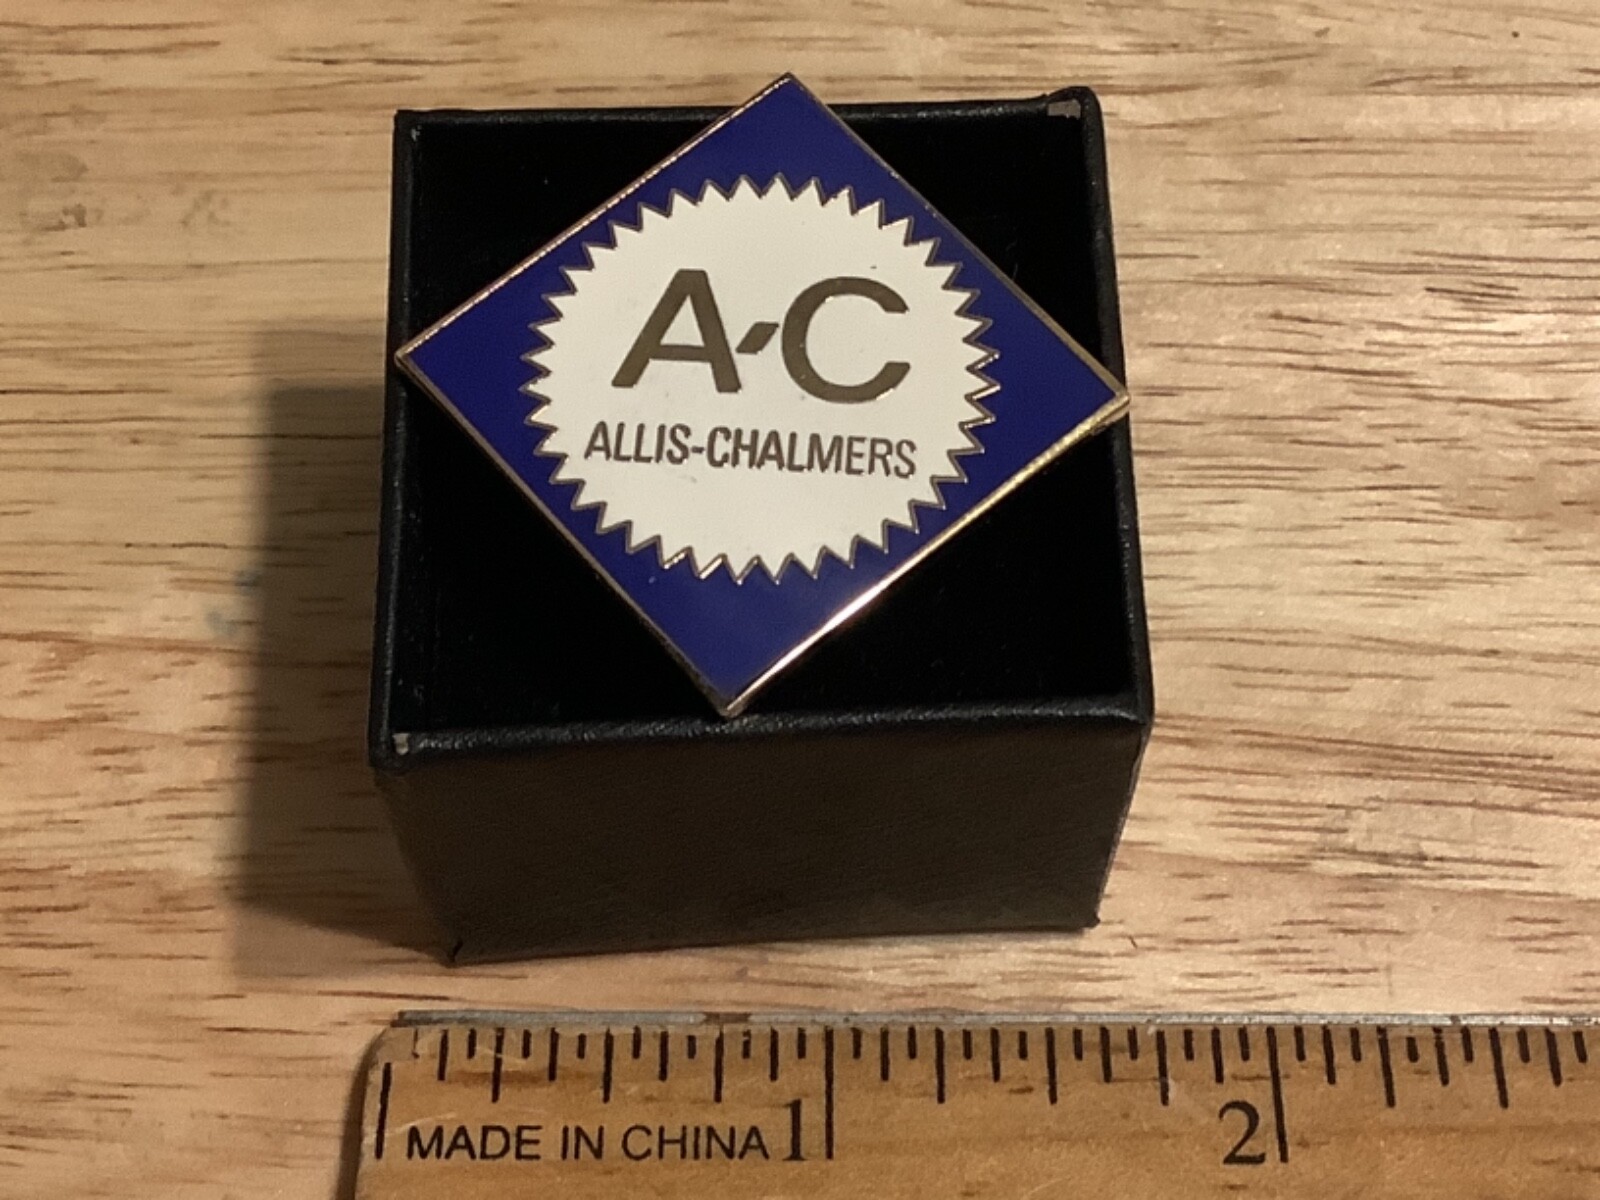 A-C
ALLIS-CHALMERS
MADE IN CHINA 1 2